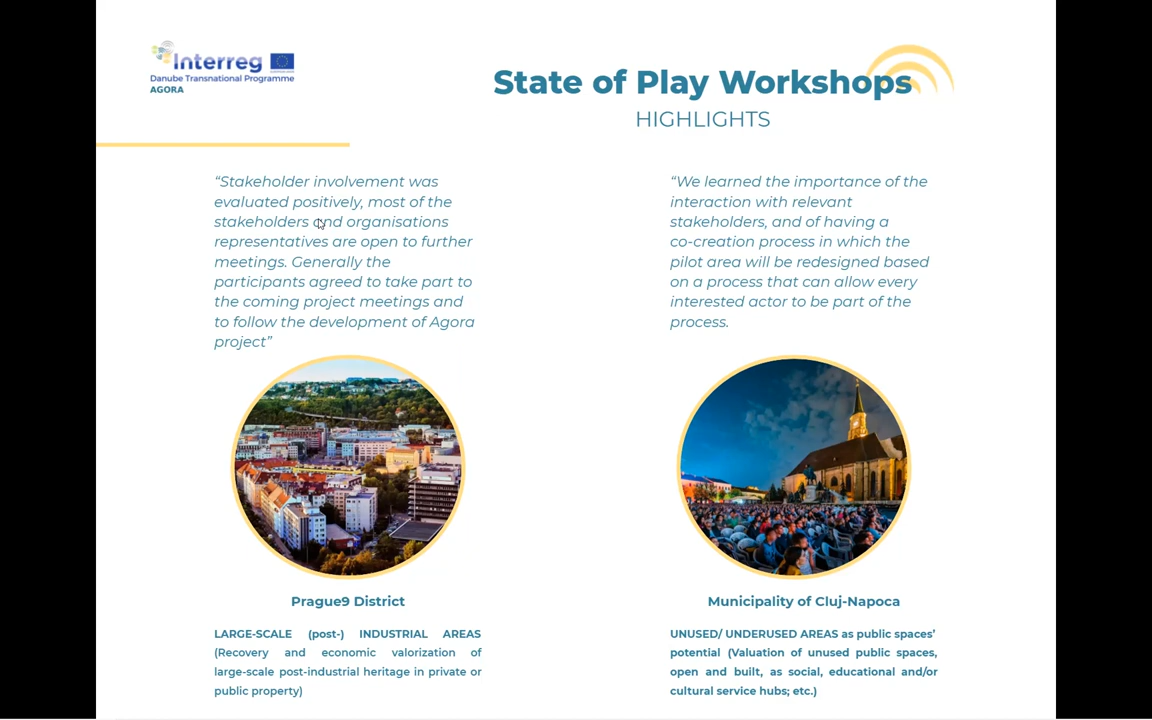 Interreg
Danube Transnational Programme
AGORA
State of Play Workshops
HIGHLIGHTS
“Stakeholder involvement was
evaluated positively, most of the
stakeholders and organisations
representatives are open to further
meetings. Generally the
participants agreed to take part to
the coming project meetings and
to follow the development of Agora
project”
Prague9 District
LARGE-SCALE (post-) INDUSTRIAL AREAS
(Recovery and economic valorization of
large-scale post-industrial heritage in private or
public property)
“We learned the importance of the
interaction with relevant
stakeholders, and of having a
co-creation process in which the
pilot area will be redesigned based
on a process that can allow every
interested actor to be part of the
process.
Municipality of Cluj-Napoca
UNUSED/ UNDERUSED AREAS as public spaces’
potential (Valuation of unused public spaces,
open and built, as social, educational and/or
cultural service hubs; etc.)